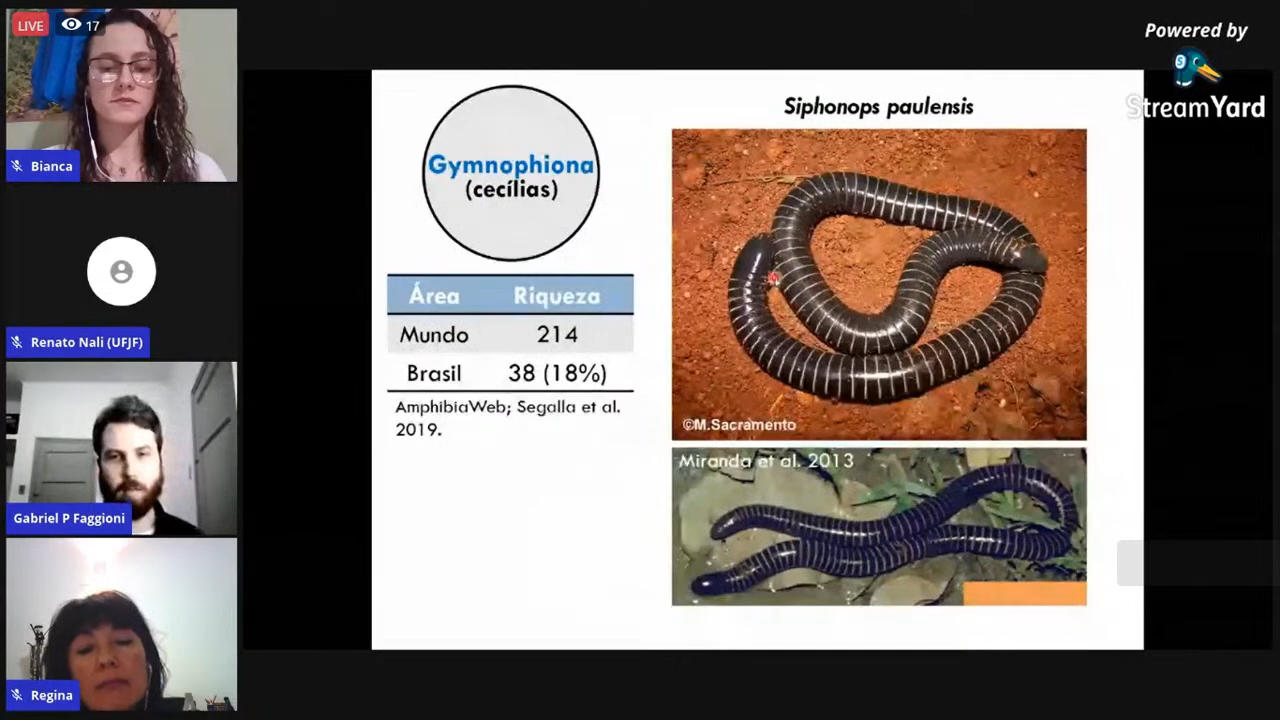 LIVE 17
Bianca
Renato Nali (UFJF)
Gabriel P Faggioni
Regina
Gymnophiona
(cecílias)
Área Riqueza
Mundo 214
Brasil 38 (18%)
AmphibiaWeb; Segalla et al.
2019.
Siphonops paulensis
©M.Sacramento
Miranda et al. 2013
Powered by
S
StreamYard